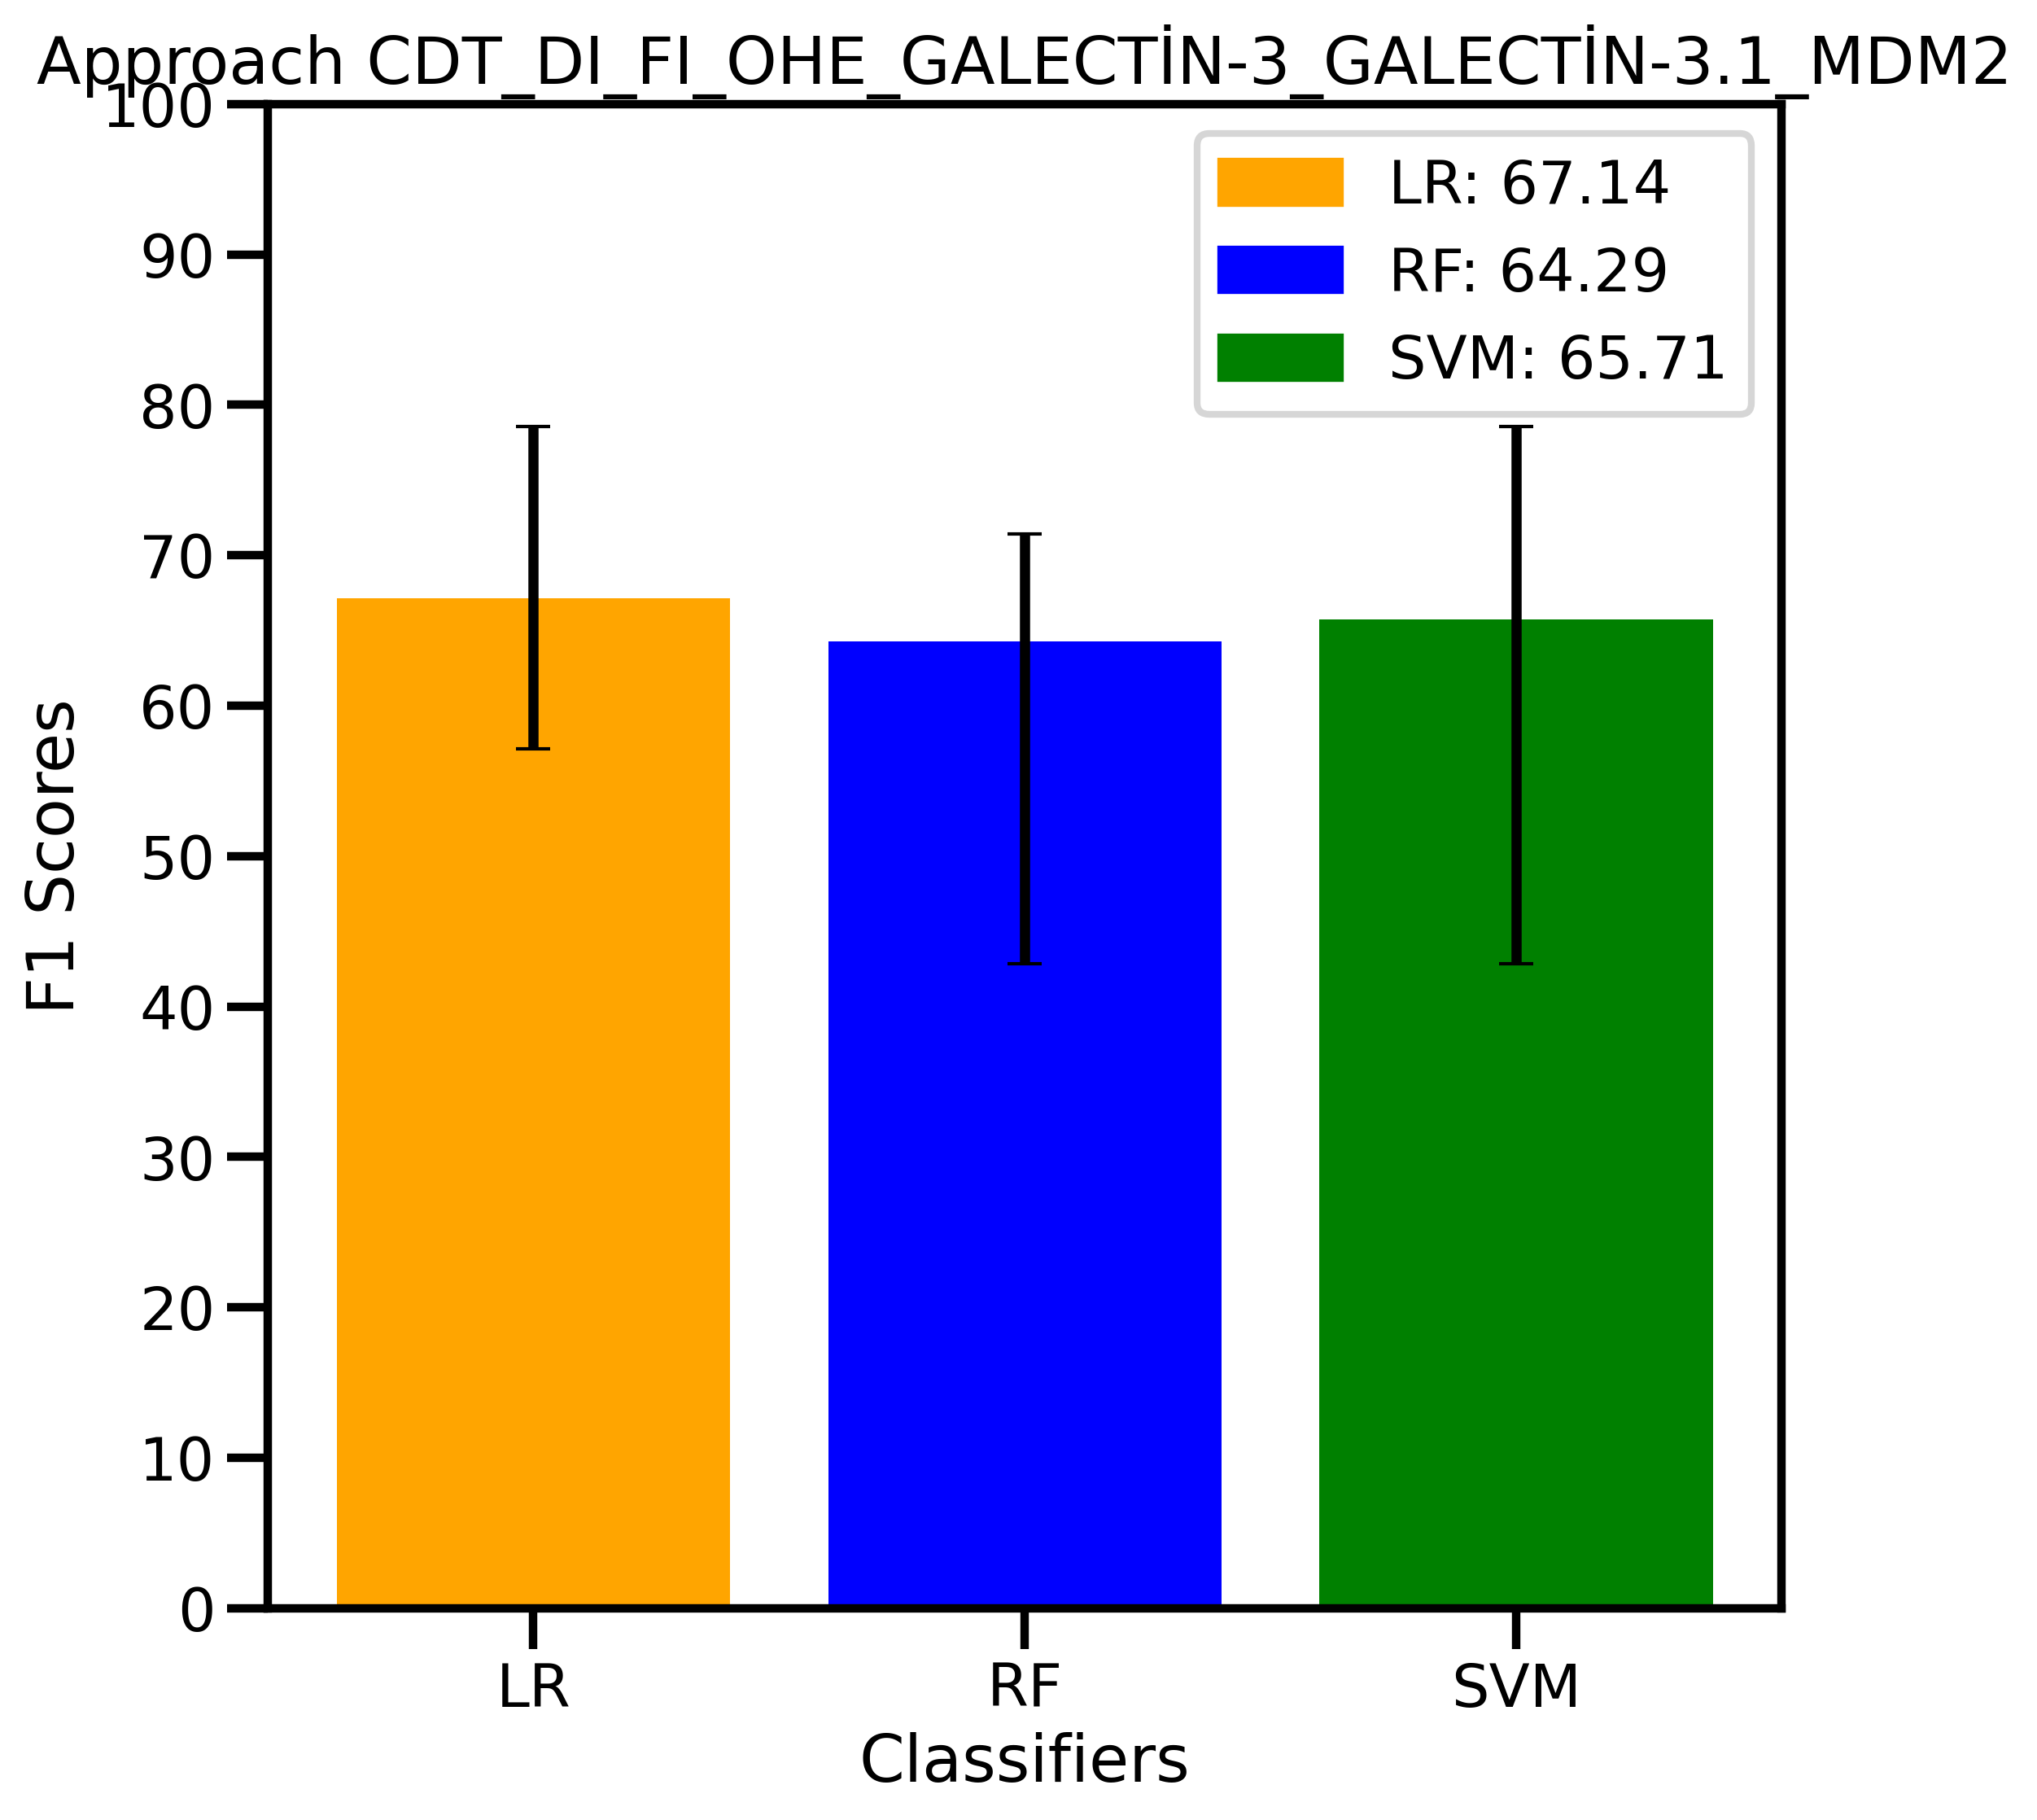 Approach CDT_DI_FI_OHE_GALECTİN-3_GALECTİN-3.1_MDM2
100
90
80
70
60
50
40
30
20
10
0
F1 Scores
LR: 67.14
RF: 64.29
SVM: 65.71
LR
RF
SVM
Classifiers